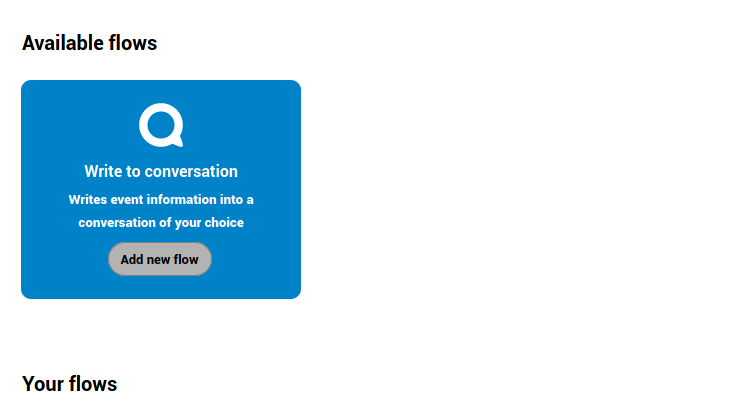 Available flows
Write to conversation
Writes event information into a
conversation of your choice
Add new flow
Your flows